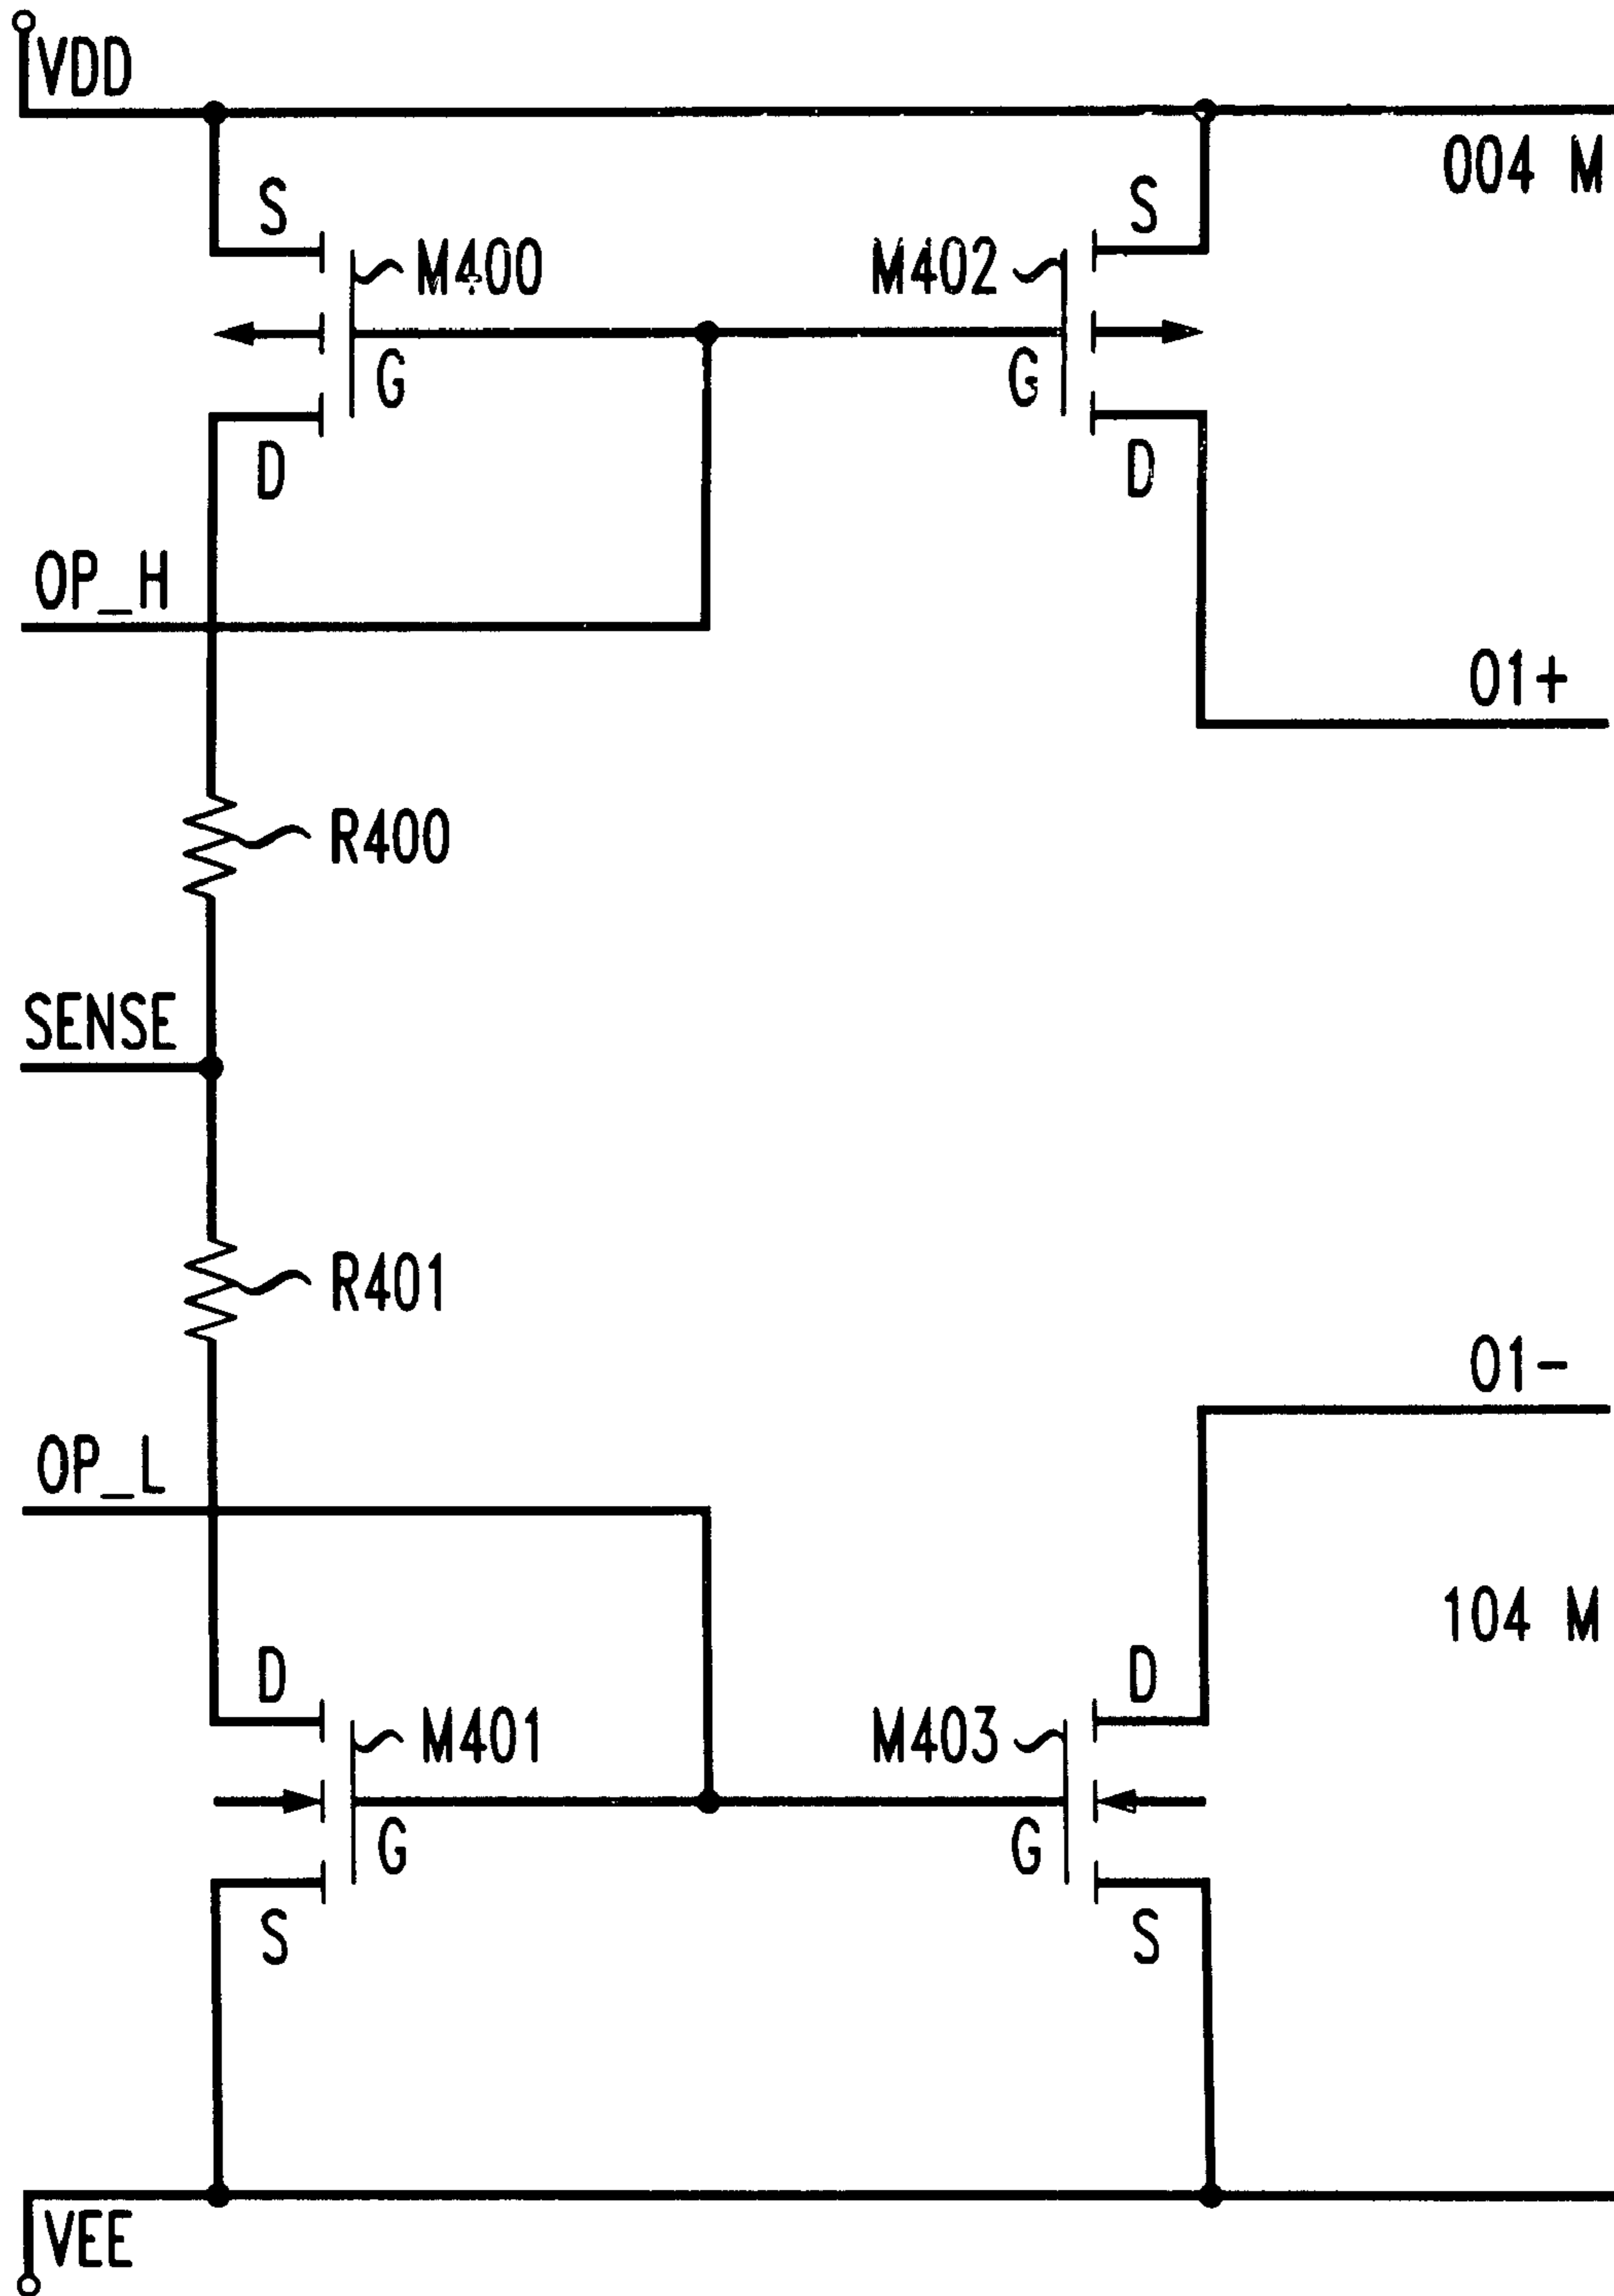 VDD
004 M
S
S
M400
M402
G
G
D
D
OP_H
01+
R400
SENSE
R401
01-
OP_L
104 M
D
D
M401
M403
G
G
S
S
VEE